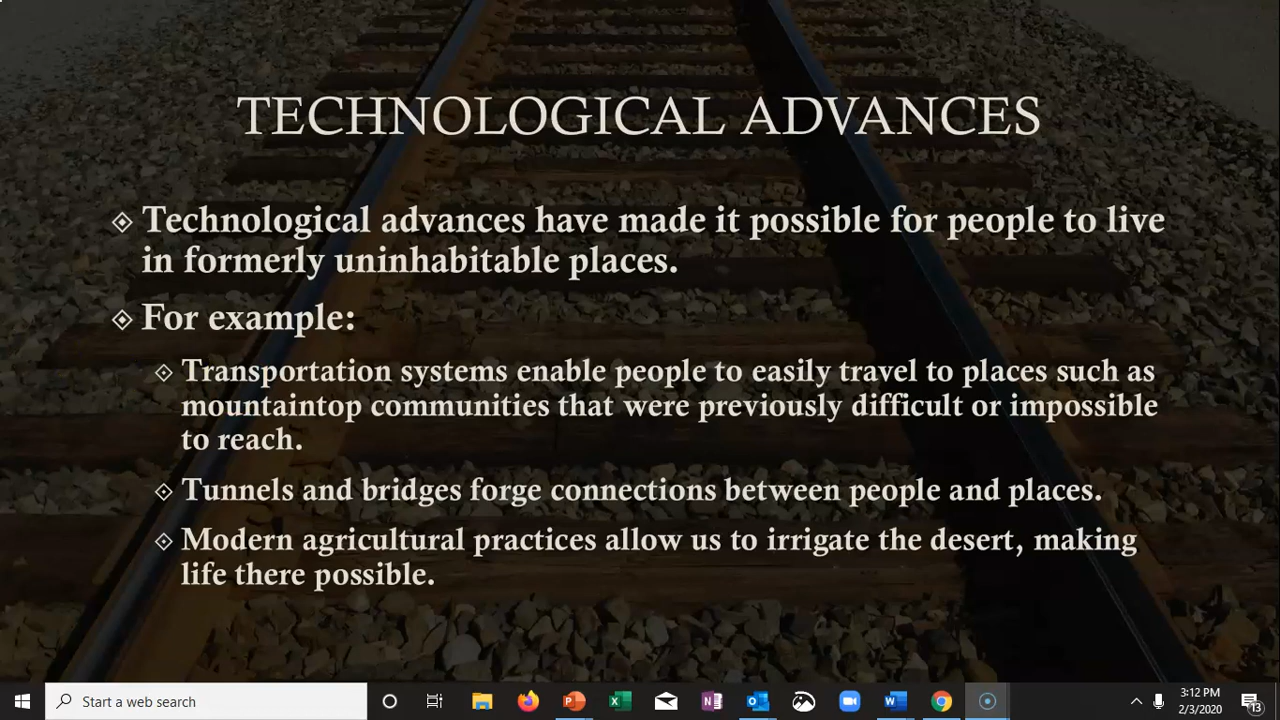 TECHNOLOGICAL ADVANCES
Technological advances have made it possible for people to live
in formerly uninhabitable places.
For example:
Transportation systems enable people to easily travel to places such as
mountaintop communities that were previously difficult or impossible
to reach.
Tunnels and bridges forge connections between people and places.
Modern agricultural practices allow us to irrigate the desert, making
life there possible.
Start a web search
3:12 PM
2/3/2020
13